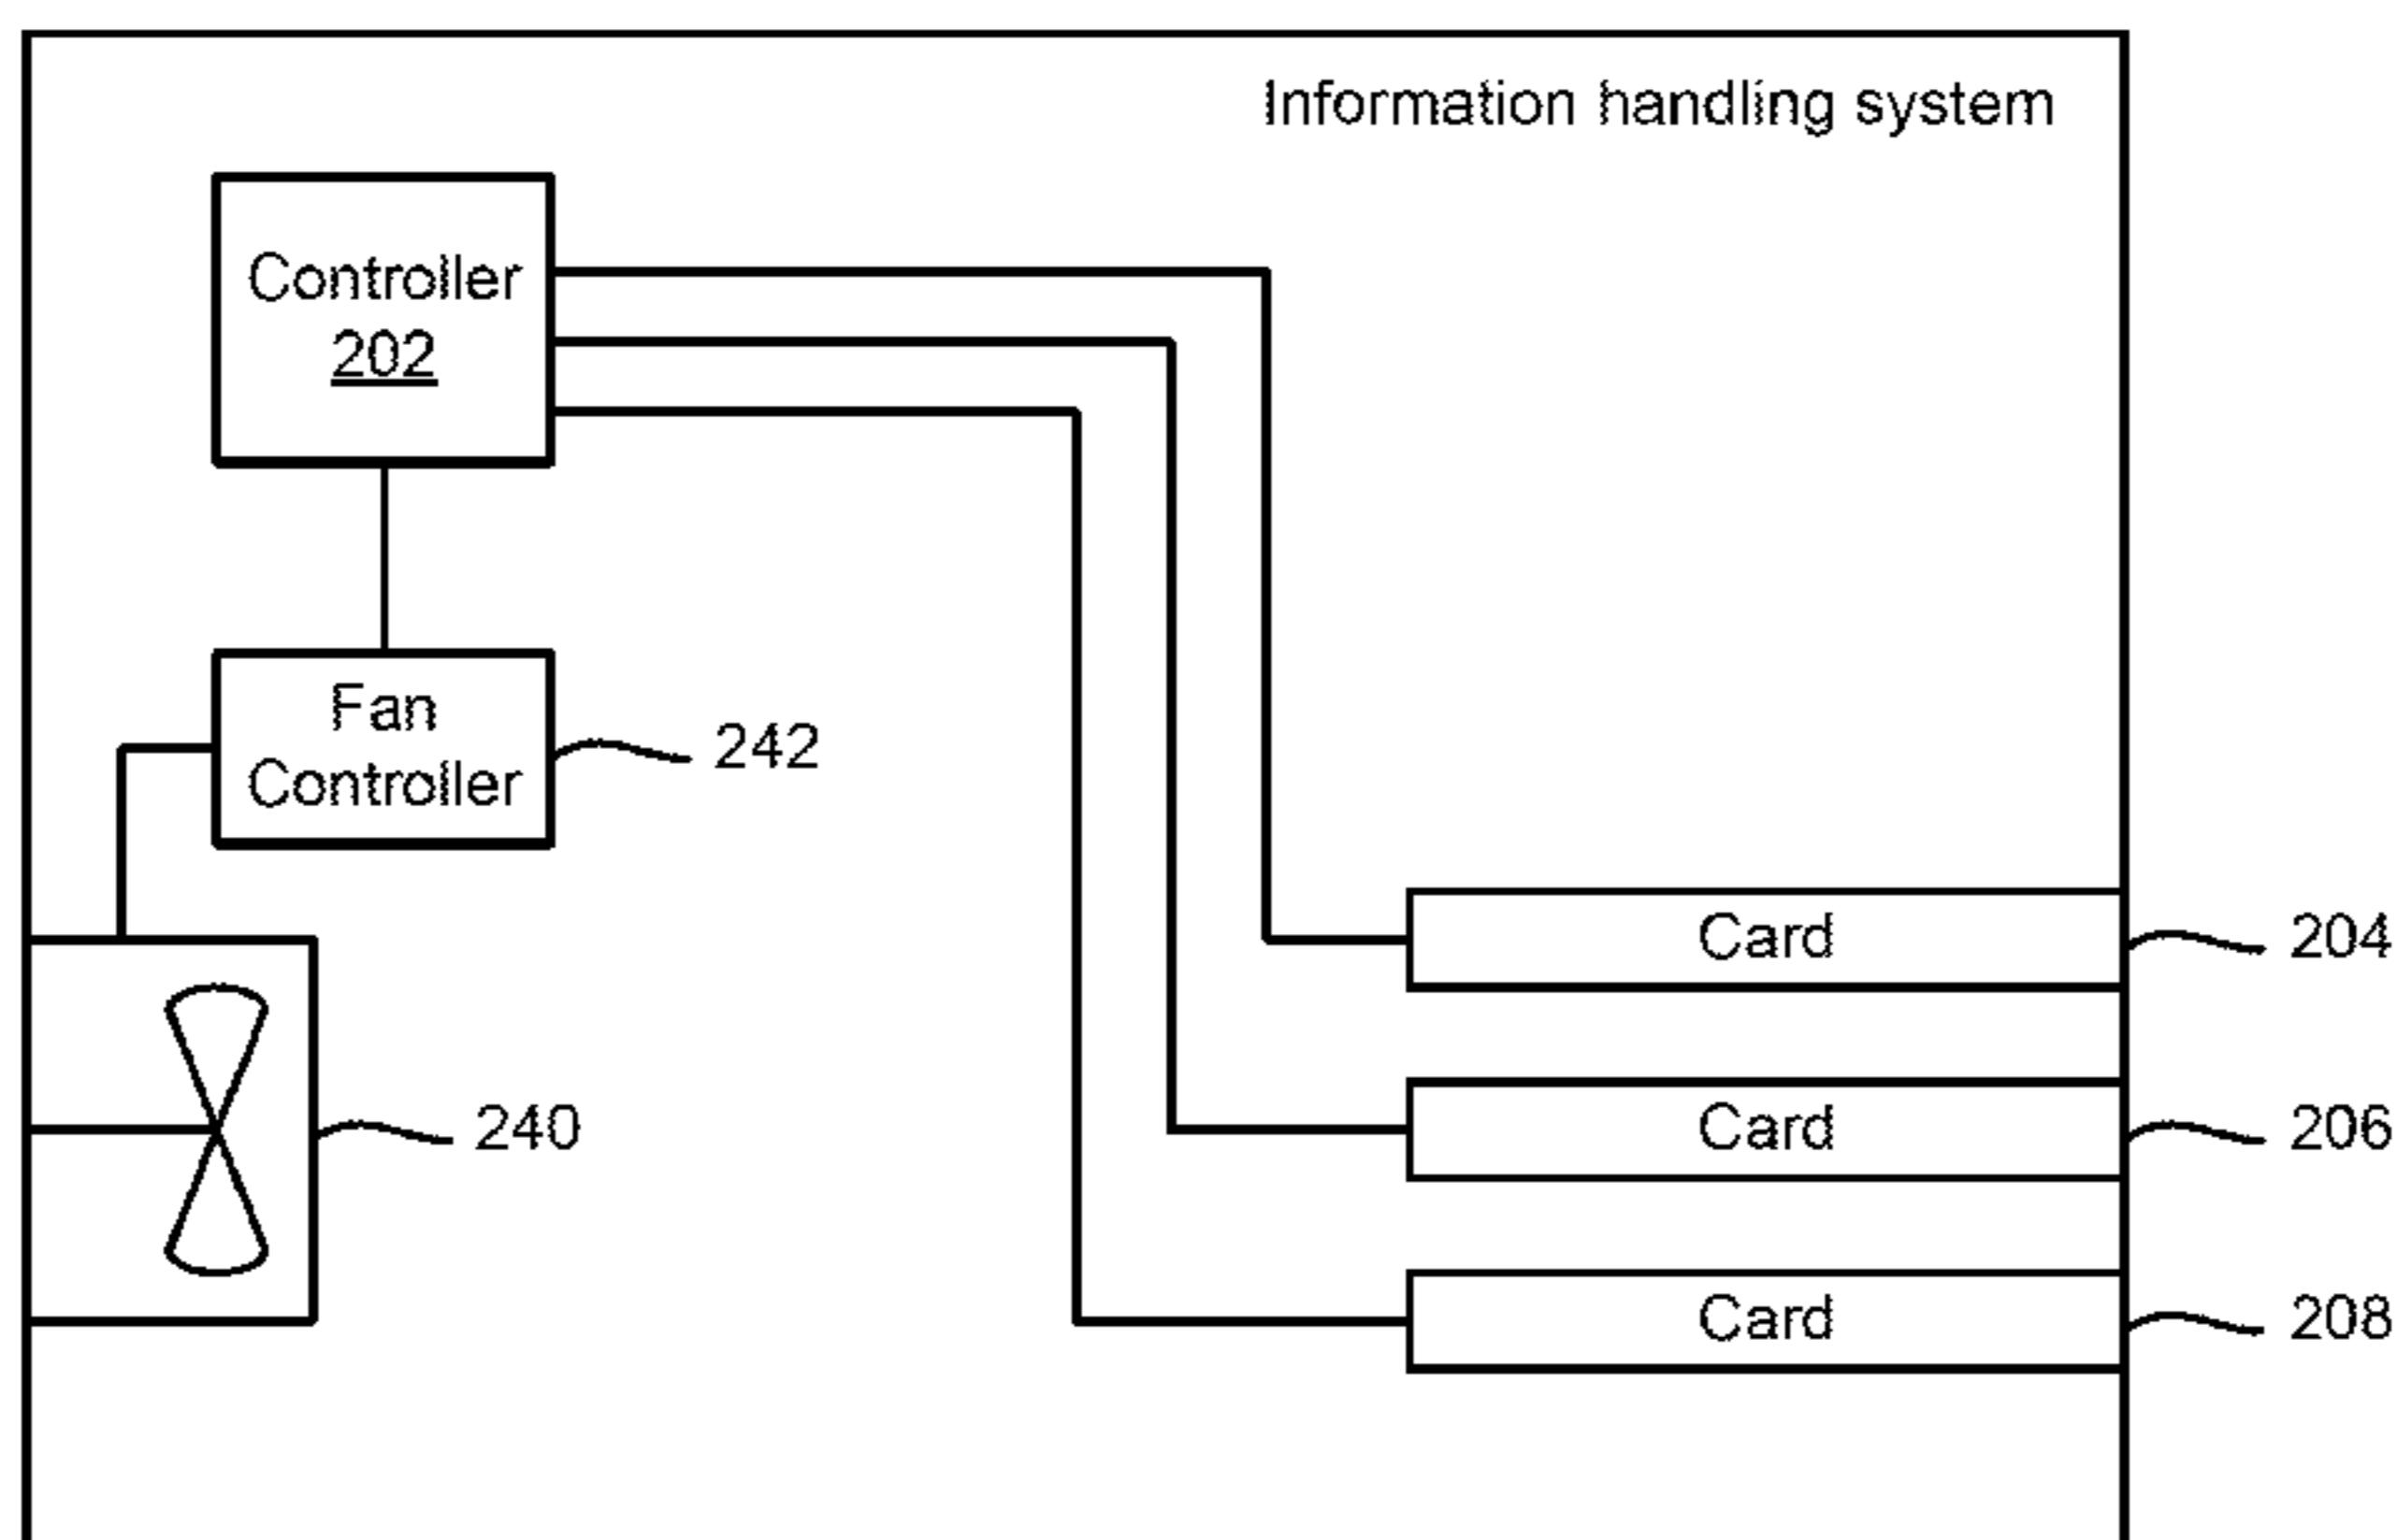 Information handling system
Controller
202
Fan
Controller
242
Card
204
240
Card
206
Card
208